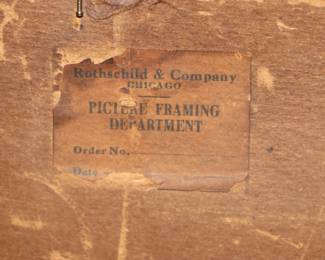 Rothschild & Company
CHICAGO
PICTURE FRAMING
DEPARTMENT
Order No.
Date